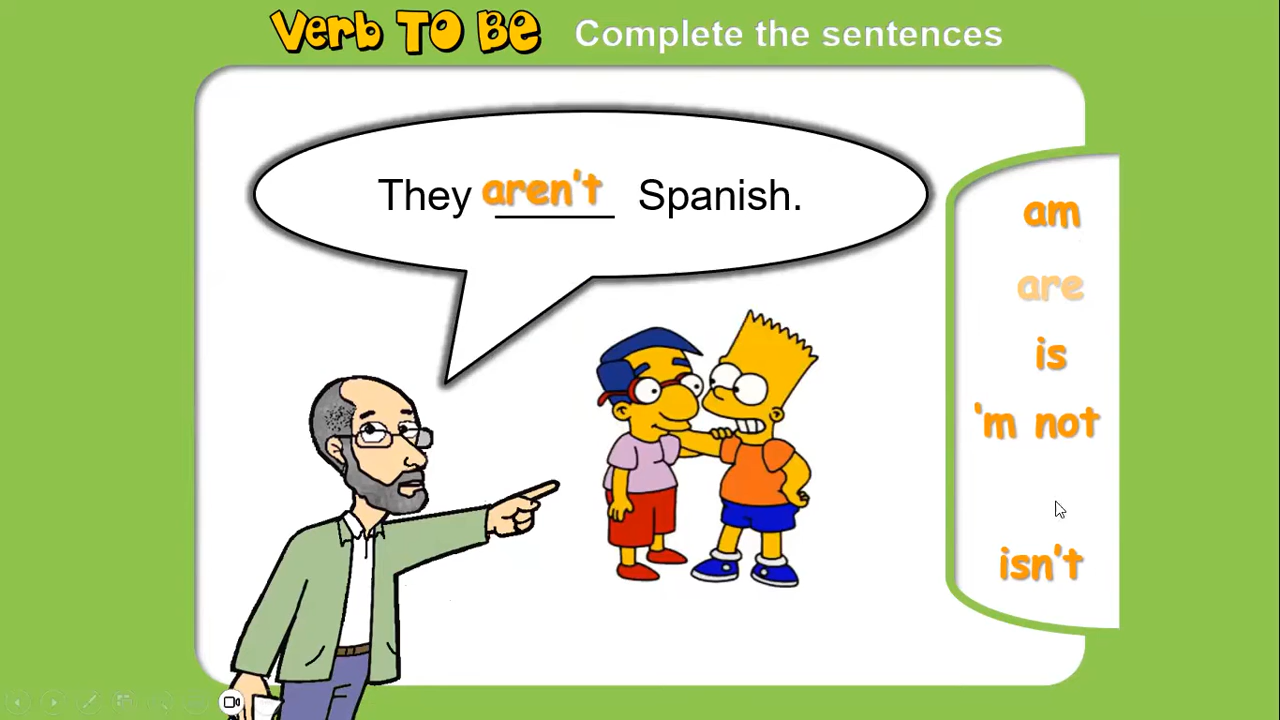 Verb TO BE Complete the sentences
They aren't Spanish.
am
are
is
'm not
isn't